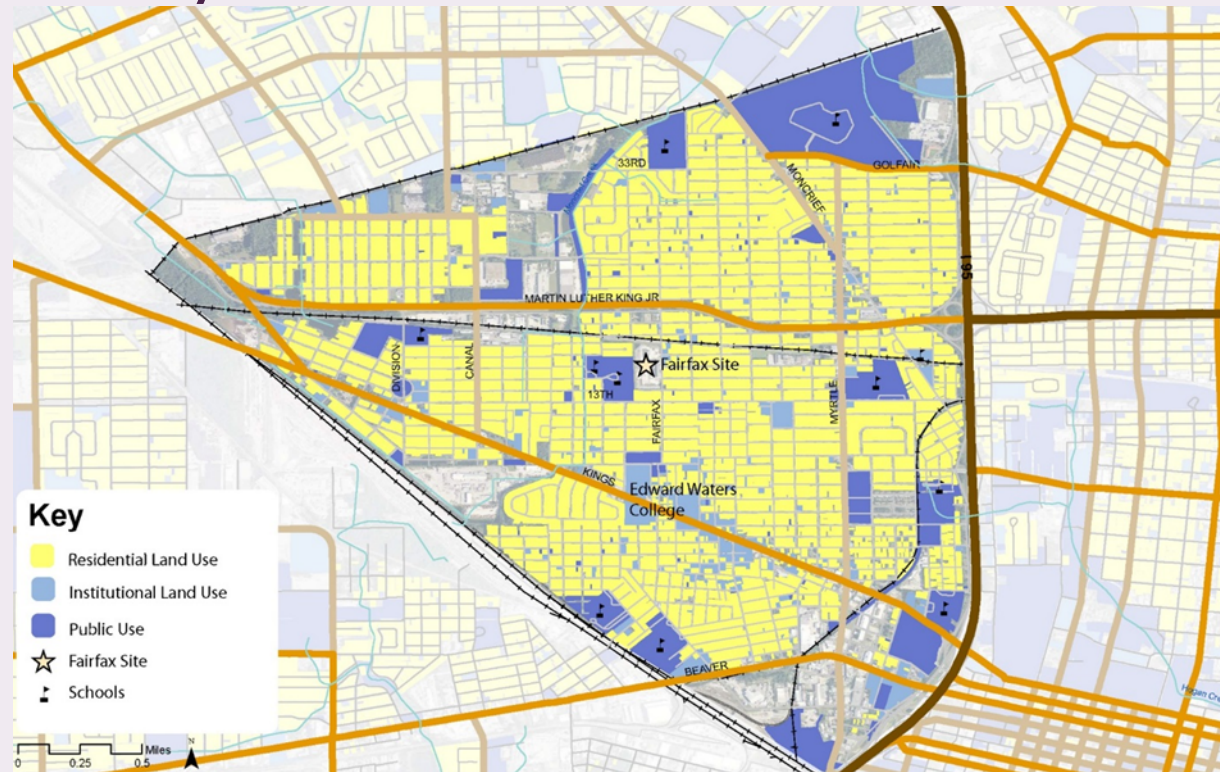 33RD
GOLFAIR
MONCRIEF
I 95
MARTIN LUTHER KING JR
DIVISION
CANAL
Fairfax Site
13TH
FAIRFAX
MYRTLE
KINGS
Edward Waters
College
BEAVER
Key
Residential Land Use
Institutional Land Use
Public Use
Fairfax Site
Schools
N
Miles
0 0.25 0.5